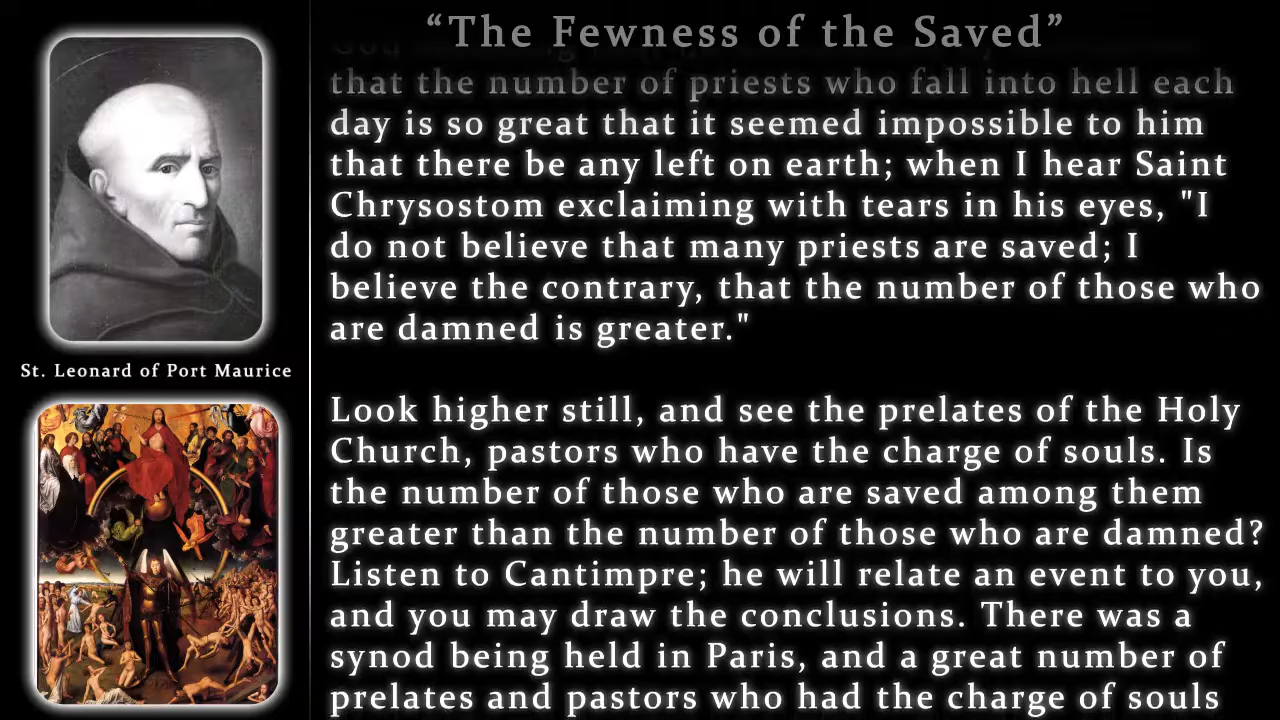 “The Fewness of the Saved”
that the number of priests who fall into hell each
day is so great that it seemed impossible to him
that there be any left on earth; when I hear Saint
Chrysostom exclaiming with tears in his eyes, "I
do not believe that many priests are saved; I
believe the contrary, that the number of those who
are damned is greater."
Look higher still, and see the prelates of the Holy
Church, pastors who have the charge of souls. Is
the number of those who are saved among them
greater than the number of those who are damned?
Listen to Cantimpre; he will relate an event to you,
and you may draw the conclusions. There was a
synod being held in Paris, and a great number of
prelates and pastors who had the charge of souls
St. Leonard of Port Maurice